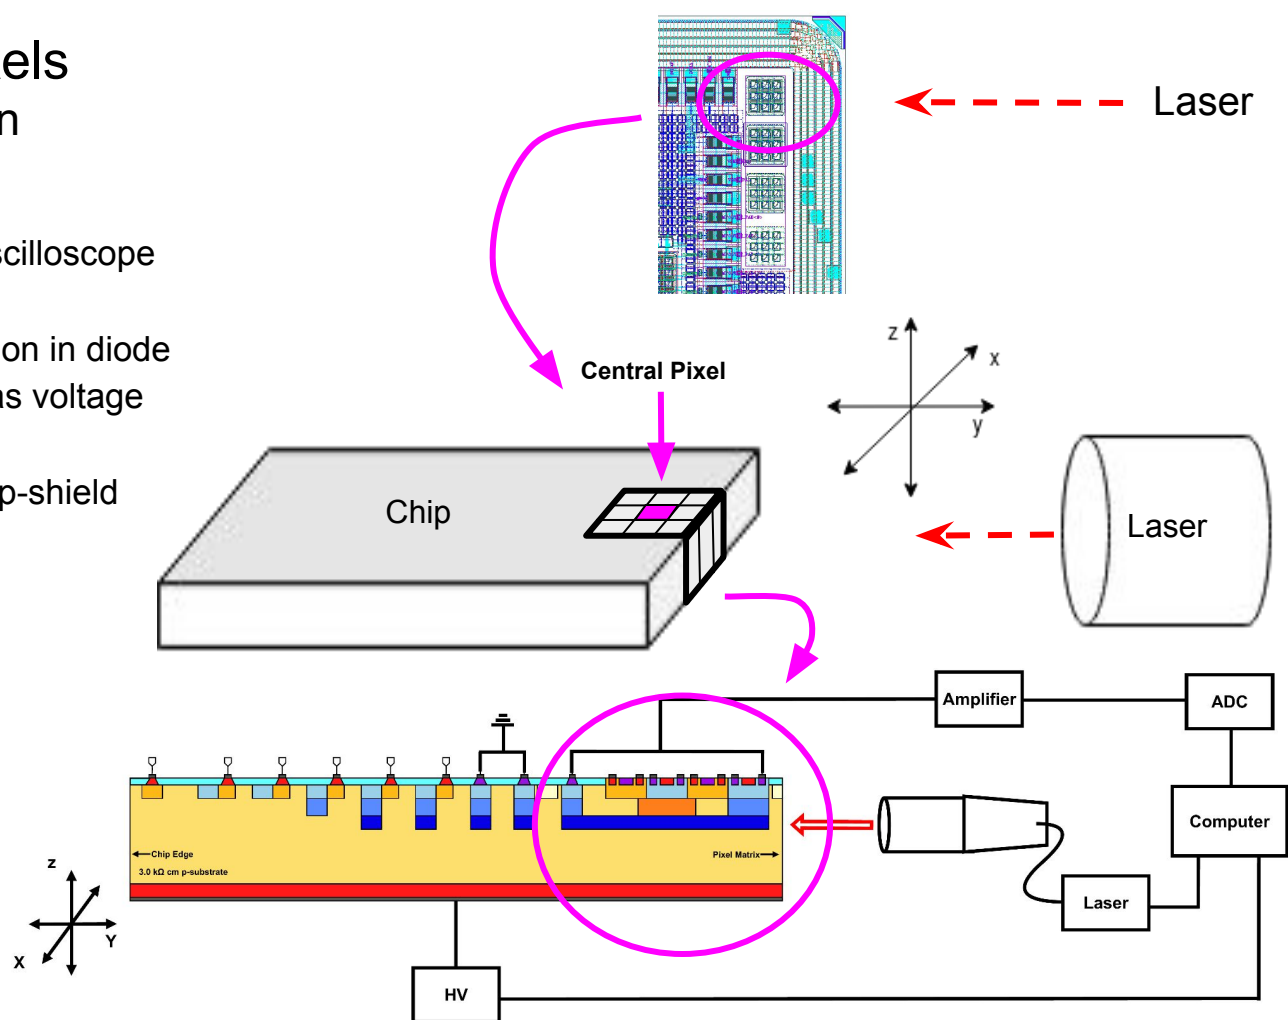 els
n
Laser
scilloscope
on in diode
as voltage
p-shield
Central Pixel
z
x
y
Chip
Laser
Amplifier
ADC
Computer
Laser
HV
Chip Edge
Pixel Matrix
3.0 kΩ cm p-substrate
z
Y
X